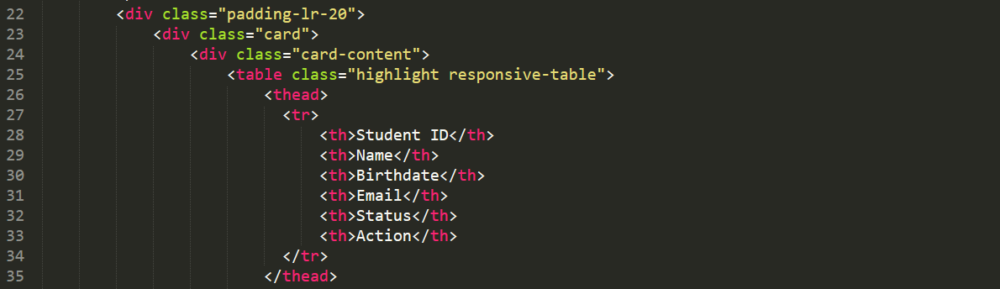 22 <div class="padding-lr-20">
23 <div class="card">
24 <div class="card-content">
25 <table class="highlight responsive-table">
26 <thead>
27 <tr>
28 <th>Student ID</th>
29 <th>Name</th>
30 <th>Birthdate</th>
31 <th>Email</th>
32 <th>Status</th>
33 <th>Action</th>
34 </tr>
35 </thead>